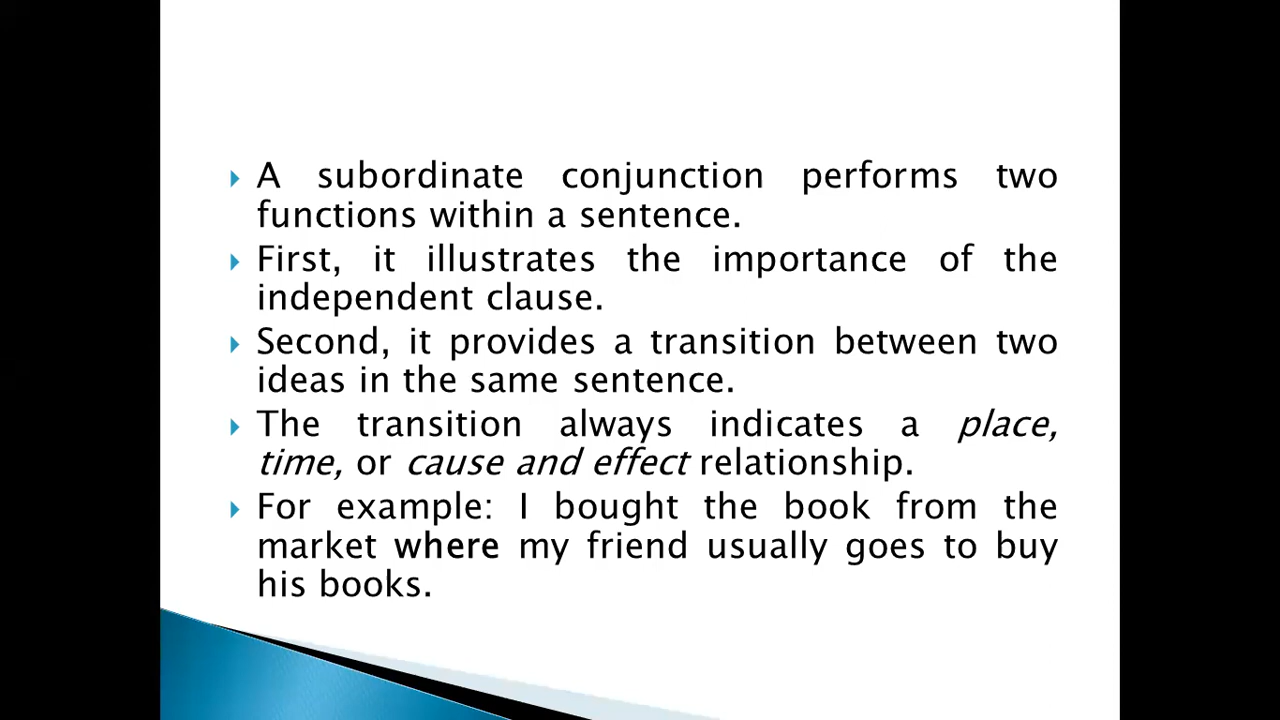 A subordinate conjunction performs two
functions within a sentence.
First, it illustrates the importance of the
independent clause.
Second, it provides a transition between two
ideas in the same sentence.
The transition always indicates a place,
time, or cause and effect relationship.
For example: I bought the book from the
market where my friend usually goes to buy
his books.